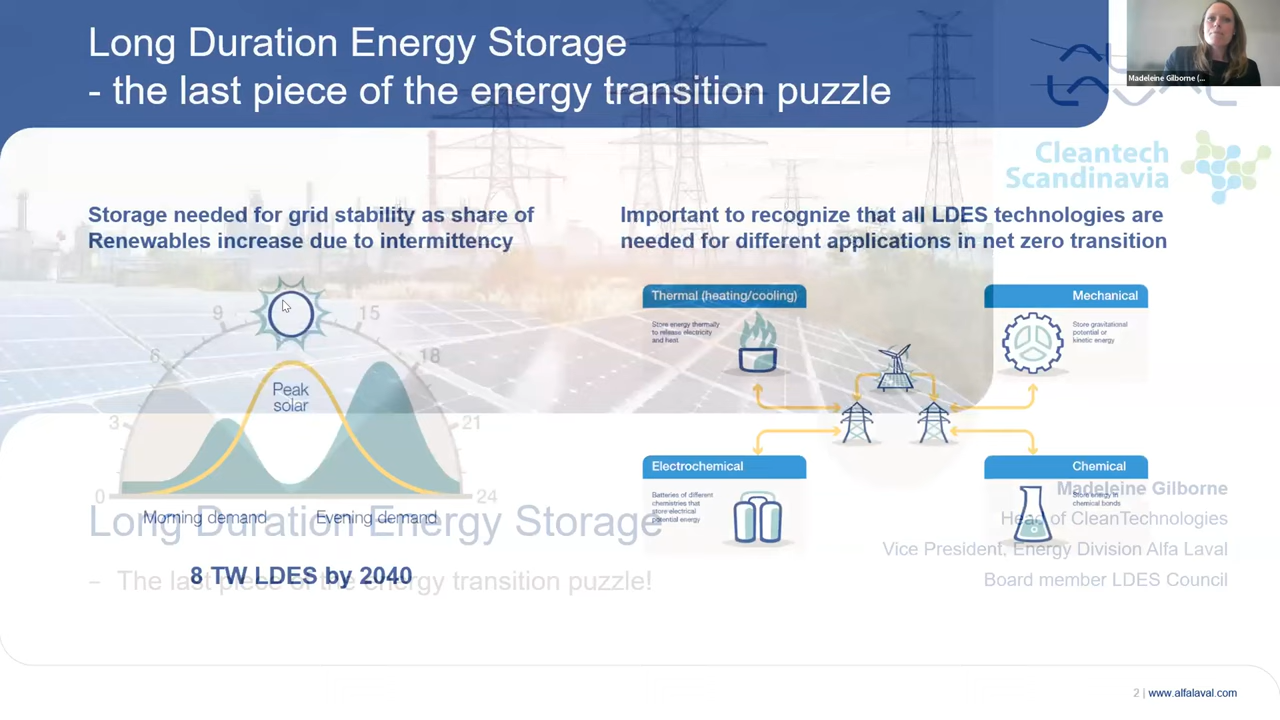 Long Duration Energy Storage
- the last piece of the energy transition puzzle
Madeleine Gilborne (...
LAVAL
Cleantech
Scandinavia
Storage needed for grid stability as share of
Renewables increase due to intermittency
0
3
6
9
15
18
21
24
Peak
solar
Morning demand
Evening demand
8 TW LDES by 2040
Important to recognize that all LDES technologies are
needed for different applications in net zero transition
Thermal (heating/cooling)
Store energy thermally
to release electricity
and heat
Mechanical
Store gravitational
potential or
kinetic energy
Electrochemical
Batteries of different
chemistries that
store electrical
potential energy
Chemical
Store energy in
chemical bonds
Long Duration Energy Storage
– The last piece of the energy transition puzzle!
Madeleine Gilborne
Head of CleanTechnologies
Vice President, Energy Division Alfa Laval
Board member LDES Council
2 | www.alfalaval.com